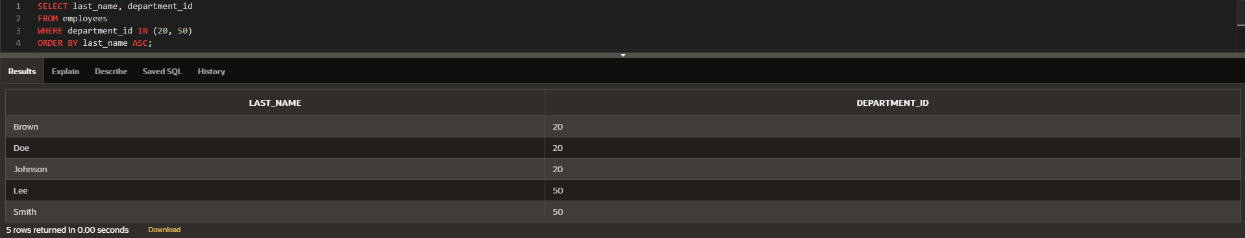 1 SELECT last_name, department_id
2 FROM employees
3 WHERE department_id IN (20, 50)
4 ORDER BY last_name ASC;
Results Explain Describe Saved SQL History
LAST_NAME DEPARTMENT_ID
Brown 20
Doe 20
Johnson 20
Lee 50
Smith 50
5 rows returned in 0.00 seconds Download